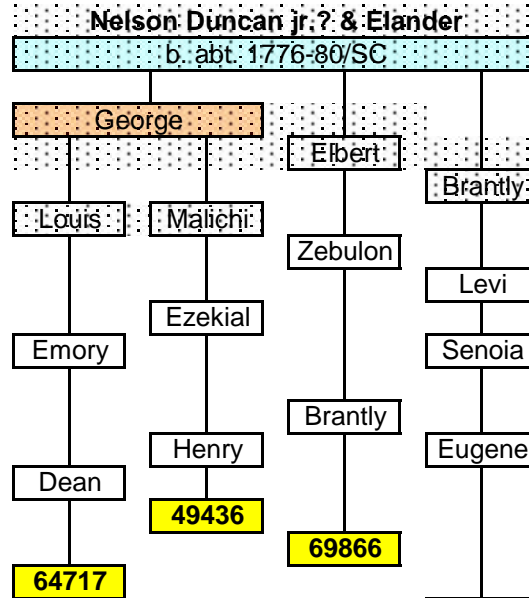 Nelson Duncan jr.? & Elander
b. abt. 1776-80/SC
George
Elbert
Brantly
Louis
Malichi
Zebulon
Levi
Ezekial
Emory
Senoia
Brantly
Henry
Eugene
Dean
49436
69866
64717